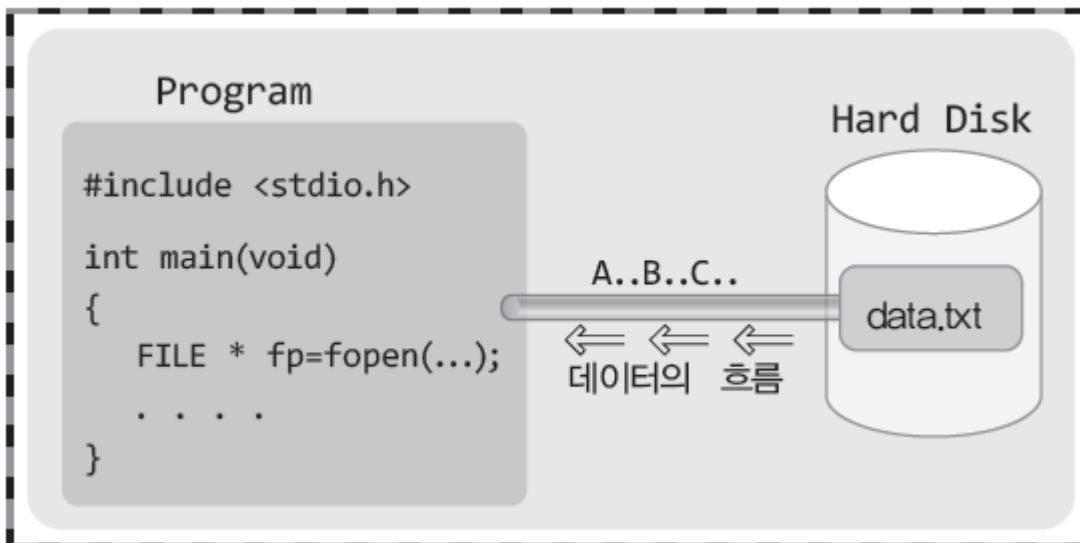 Program
#include <stdio.h>
int main(void)
{
FILE * fp=fopen(...);
. . . .
}
A..B..C..
데이터의 흐름
Hard Disk
data.txt